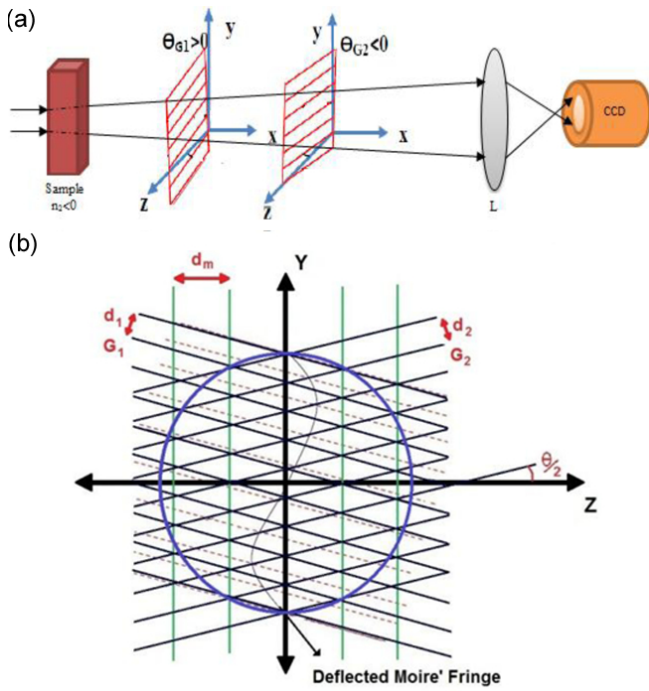 (a)
θG1>0
y
θG2<0
y
x
x
z
z
Sample
n2<0
L
CCD
(b)
dm
Y
d1
G1
d2
G2
θ/2
Z
Deflected Moire' Fringe